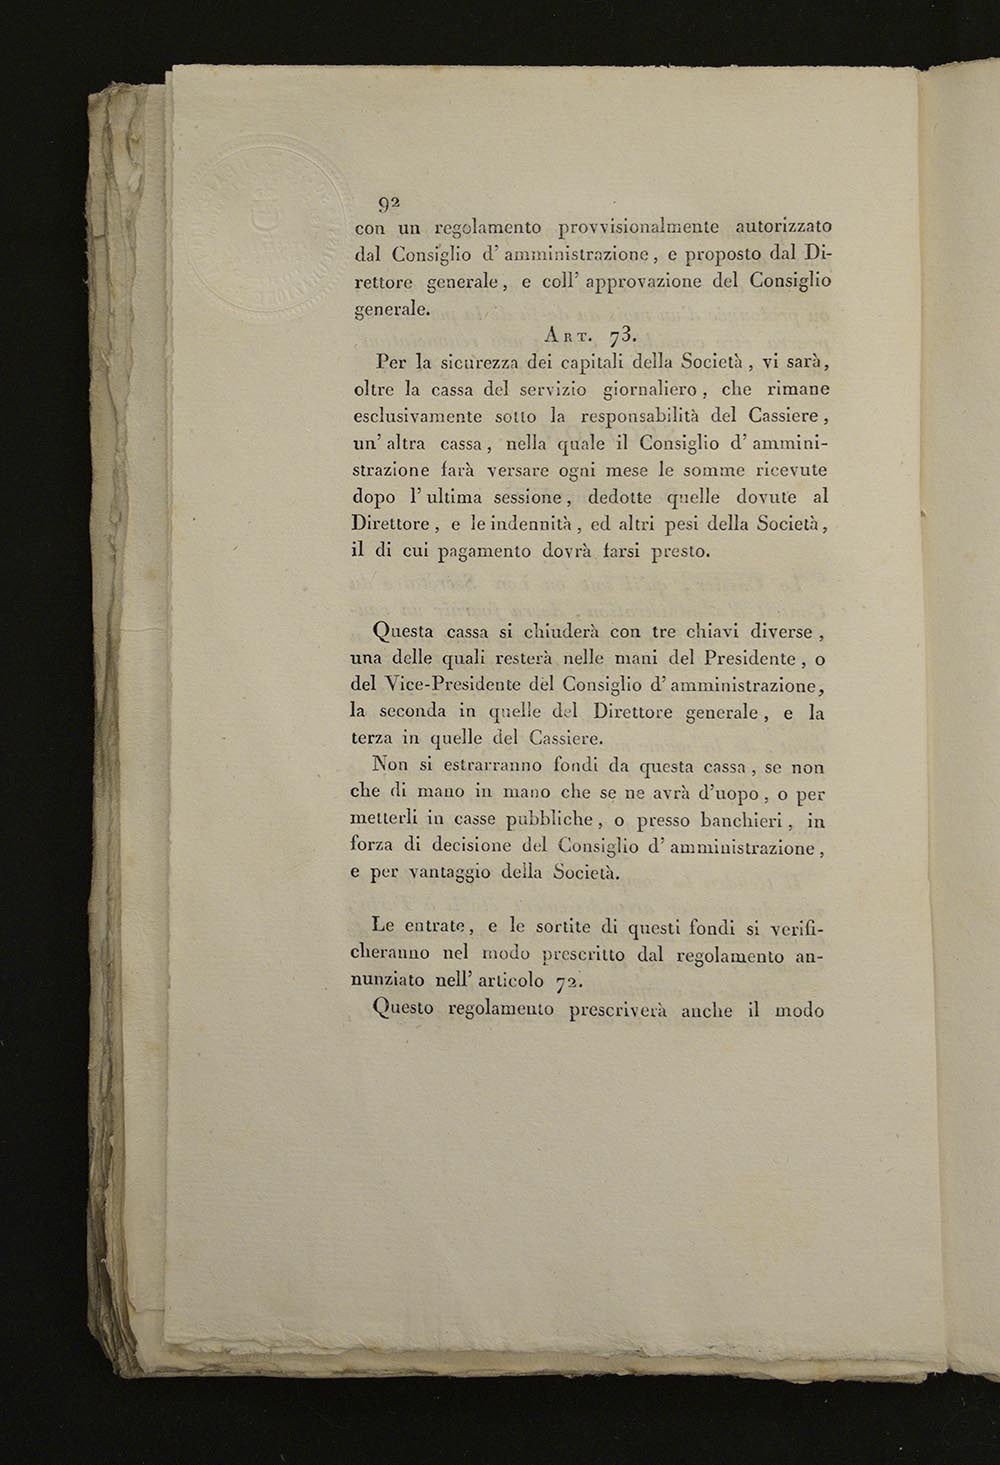 92
con un regolamento provvisionalmente autorizzato
dal Consiglio d' amministrazione , e proposto dal Di-
rettore generale , e coll' approvazione del Consiglio
generale.
ART. 73.
Per la sicurezza dei capitali della Società , vi sarà,
oltre la cassa del servizio giornaliero , che rimane
esclusivamente sotto la responsabilità del Cassiere ,
un' altra cassa , nella quale il Consiglio d' ammini-
strazione farà versare ogni mese le somme ricevute
dopo l' ultima sessione , dedotte quelle dovute al
Direttore , e le indennità , ed altri pesi della Società,
il di cui pagamento dovrà farsi presto.
Questa cassa si chiuderà con tre chiavi diverse ,
una delle quali resterà nelle mani del Presidente , o
del Vice-Presidente del Consiglio d' amministrazione,
la seconda in quelle del Direttore generale , e la
terza in quelle del Cassiere.
Non si estrarranno fondi da questa cassa , se non
che di mano in mano che se ne avrà d'uopo , o per
metterli in casse pubbliche , o presso banchieri , in
forza di decisione del Consiglio d' amministrazione ,
e per vantaggio della Società.
Le entrate , e le sortite di questi fondi si verifi-
cheranno nel modo prescritto dal regolamento an-
nunziato nell' articolo 72.
Questo regolamento prescriverà anche il modo